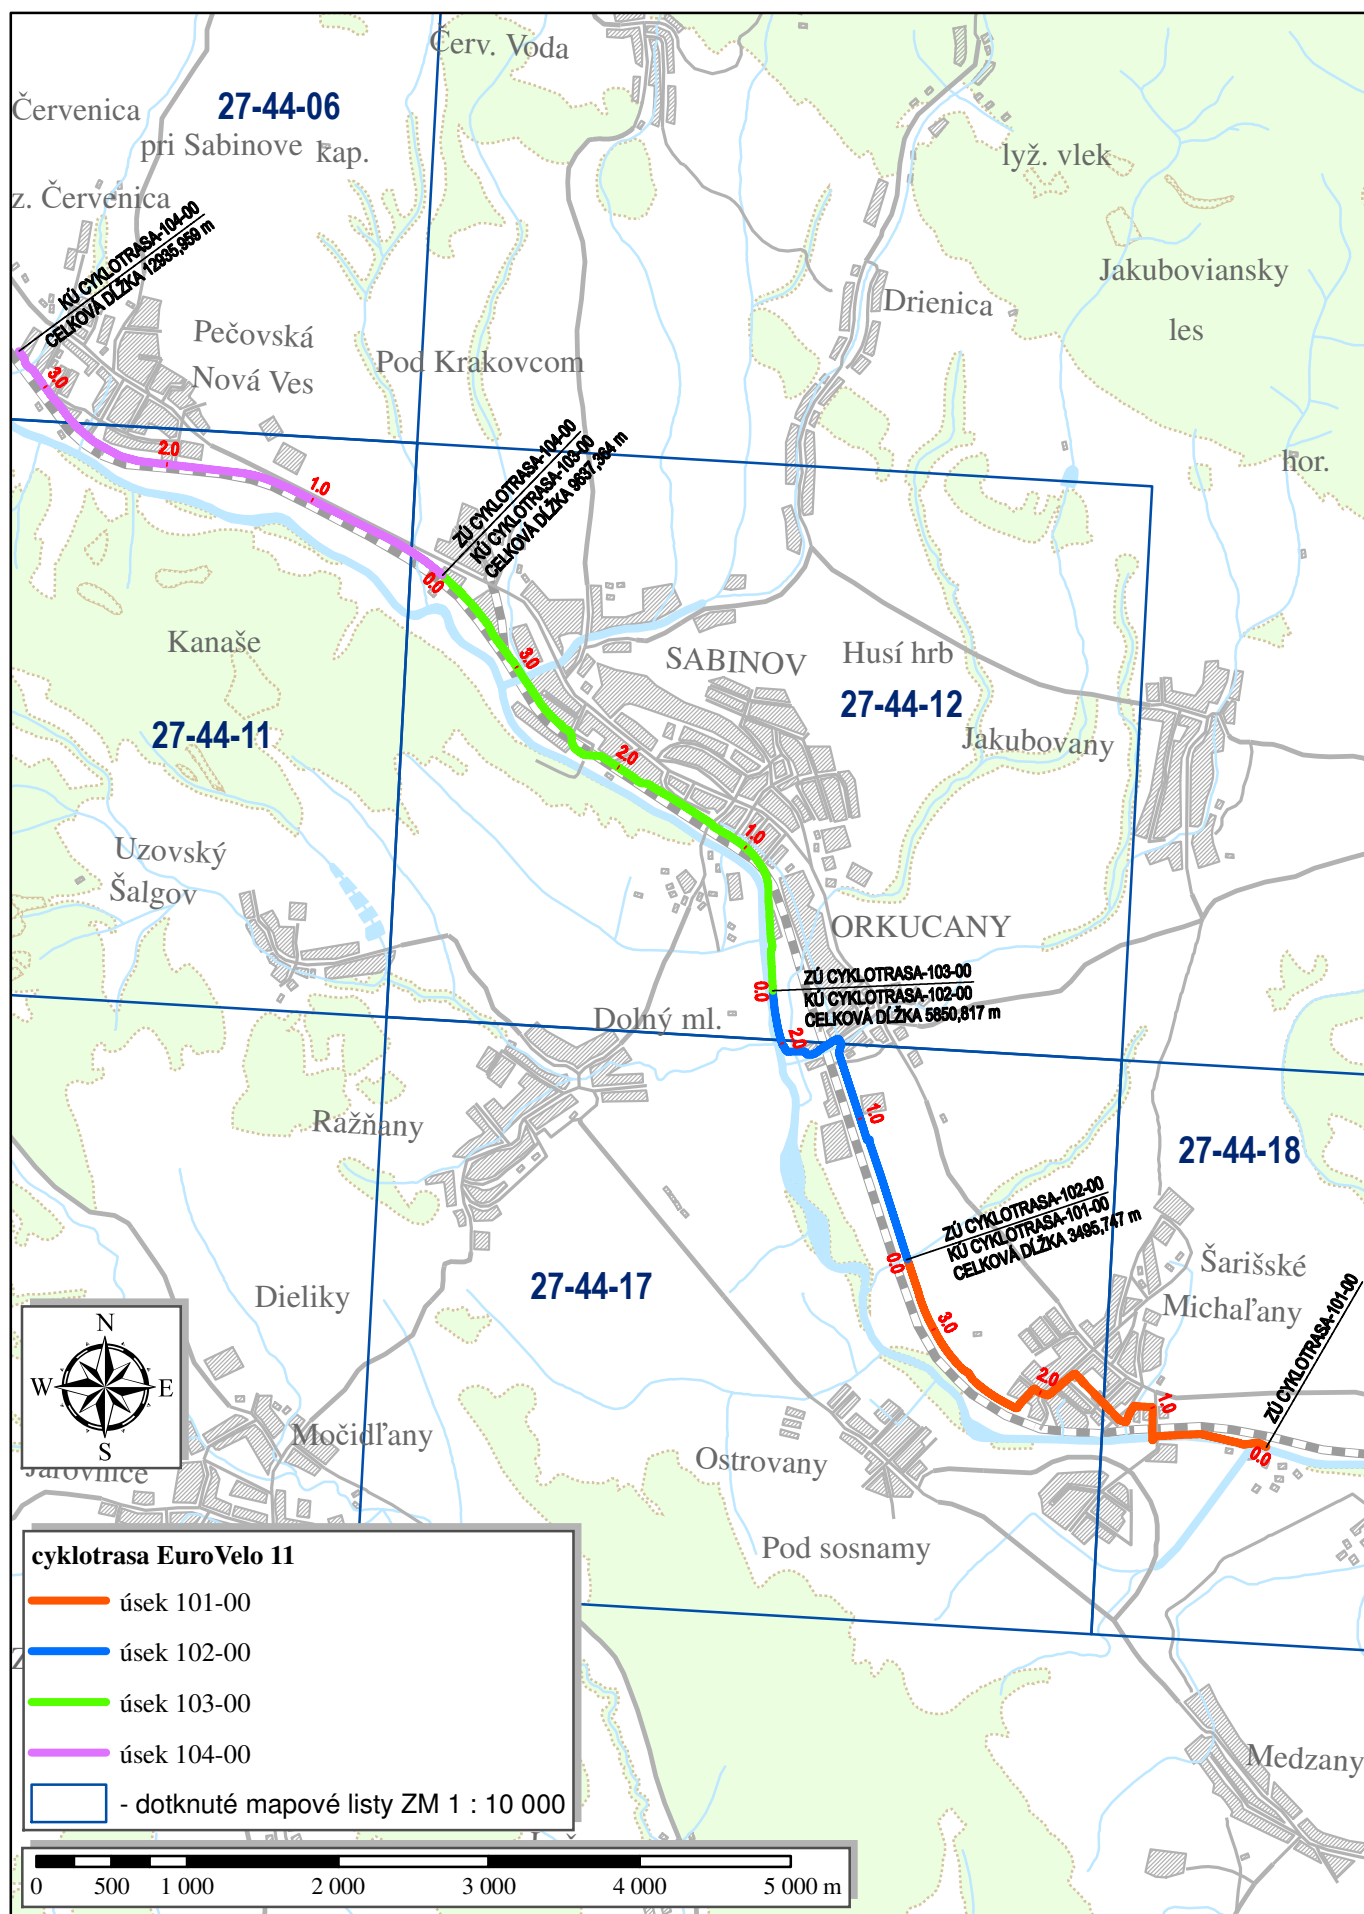 Červ. Voda
Červenica
27-44-06
pri Sabinove
kap.
lyž. vlek
z. Červenica
KÚ CYKLOTRASA-104-00
CELKOVÁ DĹŽKA 12935,959 m
Jakuboviansky
les
Drienica
Pečovská
Nová Ves
Pod Krakovcom
3.0
2.0
1.0
0.0
hor.
ZÚ CYKLOTRASA-104-00
KÚ CYKLOTRASA-103-00
CELKOVÁ DĹŽKA 9637,364 m
Kanaše
3.0
SABINOV
Husí hrb
27-44-12
27-44-11
Jakubovany
2.0
1.0
Uzovský
Šalgov
ORKUCANY
0.0
ZÚ CYKLOTRASA-103-00
KÚ CYKLOTRASA-102-00
CELKOVÁ DĹŽKA 5850,817 m
Dolný ml.
2.0
1.0
Ražňany
27-44-18
ZÚ CYKLOTRASA-102-00
KÚ CYKLOTRASA-101-00
CELKOVÁ DĹŽKA 3495,747 m
0.0
Šarišské
Michaľany
27-44-17
Dieliky
3.0
2.0
1.0
0.0
ZÚ CYKLOTRASA-101-00
N
W E
S
Močidľany
Jarovnice
Ostrovany
Pod sosnamy
cyklotrasa EuroVelo 11
úsek 101-00
úsek 102-00
úsek 103-00
úsek 104-00
- dotknuté mapové listy ZM 1 : 10 000
Medzany
0 500 1 000 2 000 3 000 4 000 5 000 m